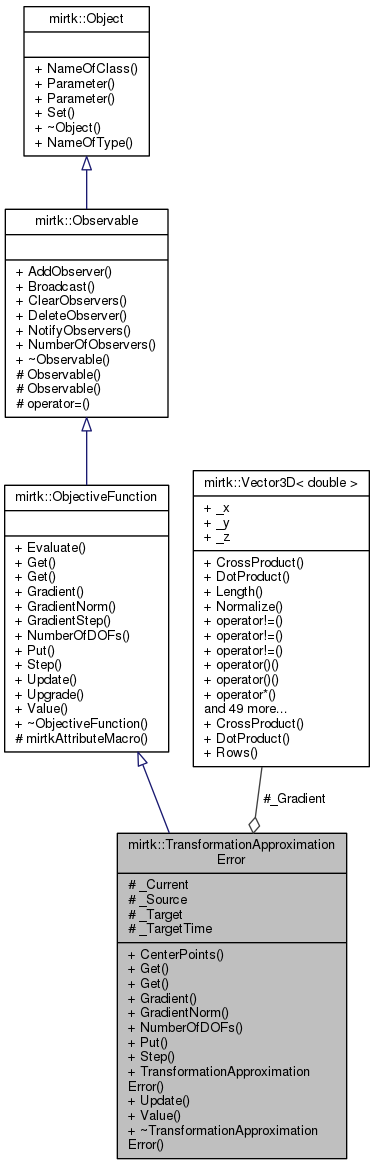 mirtk::Object
+ NameOfClass()
+ Parameter()
+ Parameter()
+ Set()
+ ~Object()
+ NameOfType()
mirtk::Observable
+ AddObserver()
+ Broadcast()
+ ClearObservers()
+ DeleteObserver()
+ NotifyObservers()
+ NumberOfObservers()
+ ~Observable()
# Observable()
# Observable()
# operator=()
mirtk::ObjectiveFunction
+ Evaluate()
+ Get()
+ Get()
+ Gradient()
+ GradientNorm()
+ GradientStep()
+ NumberOfDOFs()
+ Put()
+ Step()
+ Update()
+ Upgrade()
+ Value()
+ ~ObjectiveFunction()
# mirtkAttributeMacro()
mirtk::Vector3D< double >
+ _x
+ _y
+ _z
+ CrossProduct()
+ DotProduct()
+ Length()
+ Normalize()
+ operator!=()
+ operator!=()
+ operator!=()
+ operator()()
+ operator()()
+ operator*()
and 49 more...
+ CrossProduct()
+ DotProduct()
+ Rows()
#_Gradient
mirtk::TransformationApproximation
Error
# _Current
# _Source
# _Target
# _TargetTime
+ CenterPoints()
+ Get()
+ Get()
+ Gradient()
+ GradientNorm()
+ NumberOfDOFs()
+ Put()
+ Step()
+ TransformationApproximation
Error()
+ Update()
+ Value()
+ ~TransformationApproximation
Error()